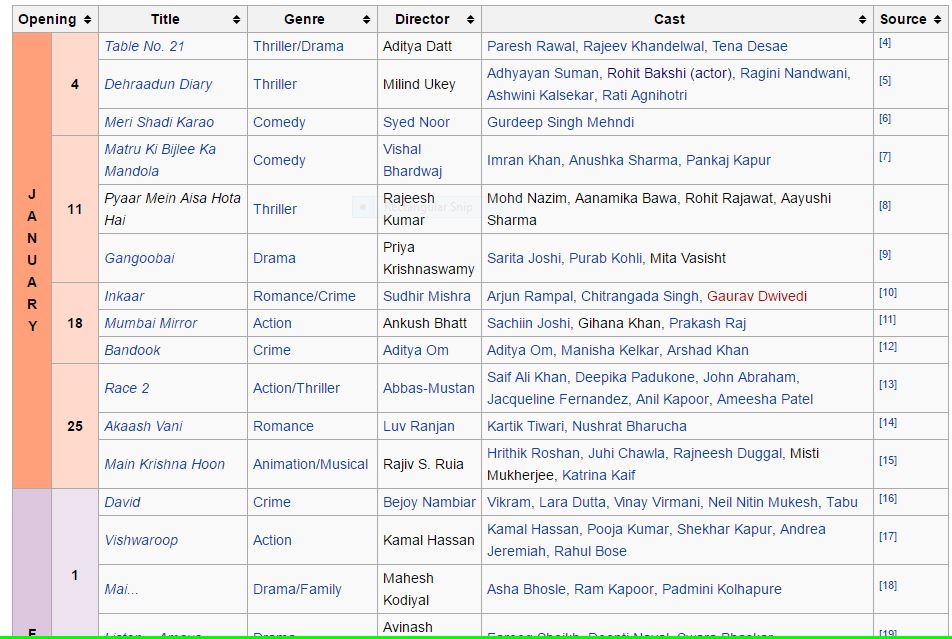 Opening Title Genre Director Cast Source
JANUARY
4
Table No. 21 Thriller/Drama Aditya Datt Paresh Rawal, Rajeev Khandelwal, Tena Desae [4]
Dehraadun Diary Thriller Milind Ukey Adhyayan Suman, Rohit Bakshi (actor), Ragini Nandwani,
Ashwini Kalsekar, Rati Agnihotri [5]
Meri Shadi Karao Comedy Syed Noor Gurdeep Singh Mehndi [6]
11
Matru Ki Bijlee Ka
Mandola Comedy Vishal
Bhardwaj Imran Khan, Anushka Sharma, Pankaj Kapur [7]
Pyaar Mein Aisa Hota
Hai Thriller Rajeesh
Kumar Mohd Nazim, Aanamika Bawa, Rohit Rajawat, Aayushi
Sharma [8]
Rectangular Snip
Gangoobai Drama Priya
Krishnaswamy Sarita Joshi, Purab Kohli, Mita Vasisht [9]
18
Inkaar Romance/Crime Sudhir Mishra Arjun Rampal, Chitrangada Singh, Gaurav Dwivedi [10]
Mumbai Mirror Action Ankush Bhatt Sachiin Joshi, Gihana Khan, Prakash Raj [11]
Bandook Crime Aditya Om Aditya Om, Manisha Kelkar, Arshad Khan [12]
25
Race 2 Action/Thriller Abbas-Mustan Saif Ali Khan, Deepika Padukone, John Abraham,
Jacqueline Fernandez, Anil Kapoor, Ameesha Patel [13]
Akaash Vani Romance Luv Ranjan Kartik Tiwari, Nushrat Bharucha [14]
Main Krishna Hoon Animation/Musical Rajiv S. Ruia Hrithik Roshan, Juhi Chawla, Rajneesh Duggal, Misti
Mukherjee, Katrina Kaif [15]
F
1
David Crime Bejoy Nambiar Vikram, Lara Dutta, Vinay Virmani, Neil Nitin Mukesh, Tabu [16]
Vishwaroop Action Kamal Hassan Kamal Hassan, Pooja Kumar, Shekhar Kapur, Andrea
Jeremiah, Rahul Bose [17]
Mai... Drama/Family Mahesh
Kodiyal Asha Bhosle, Ram Kapoor, Padmini Kolhapure [18]
Listen... Amaya Drama Avinash
Farooq Sheikh, Deepti Naval, Swara Bhaskar [19]